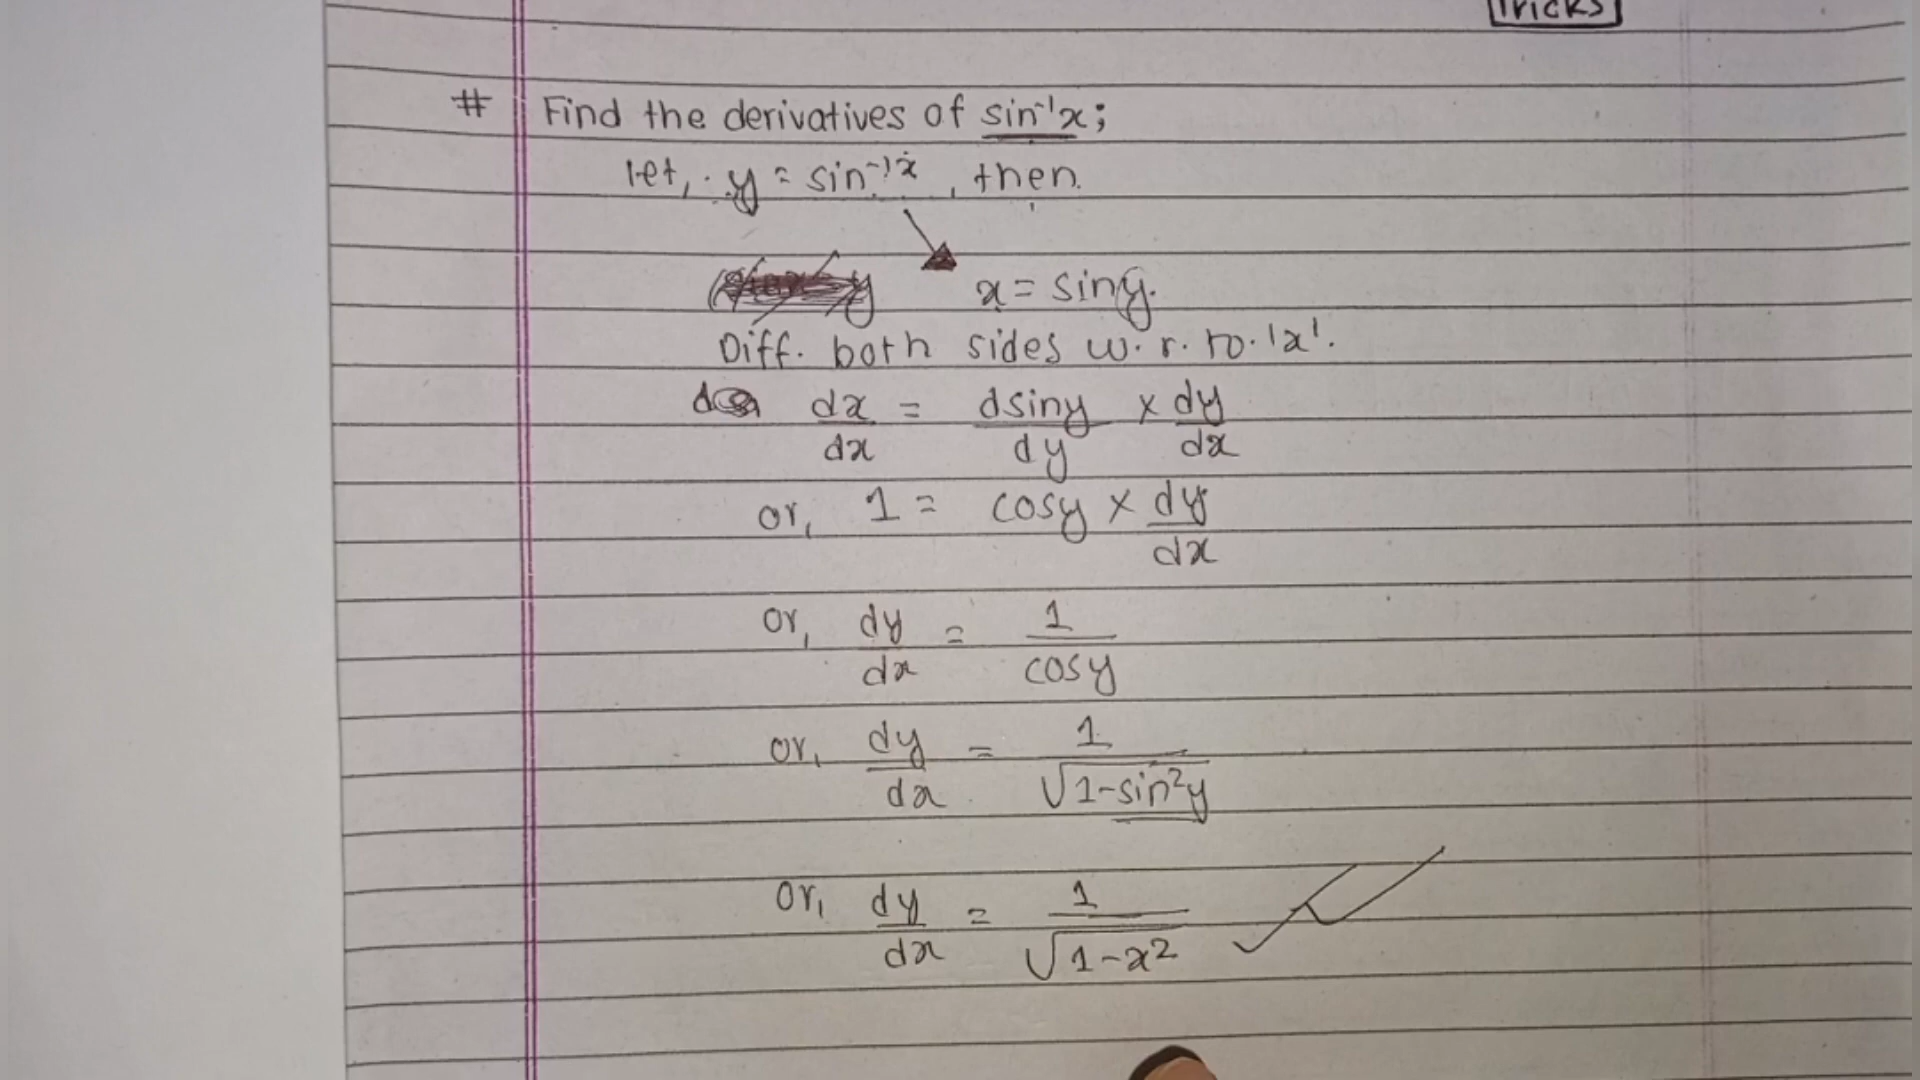 Tricks
# Find the derivatives of sin⁻¹x;
let, y = sin⁻¹x, then
x = siny.
Diff. both sides w.r.to.'x'.
dx/dx = dsiny/dy × dy/dx
or, 1 = cosy × dy/dx
or, dy/dx = 1/cosy
or, dy/dx = 1/√1-sin²y
or, dy/dx = 1/√1-x²